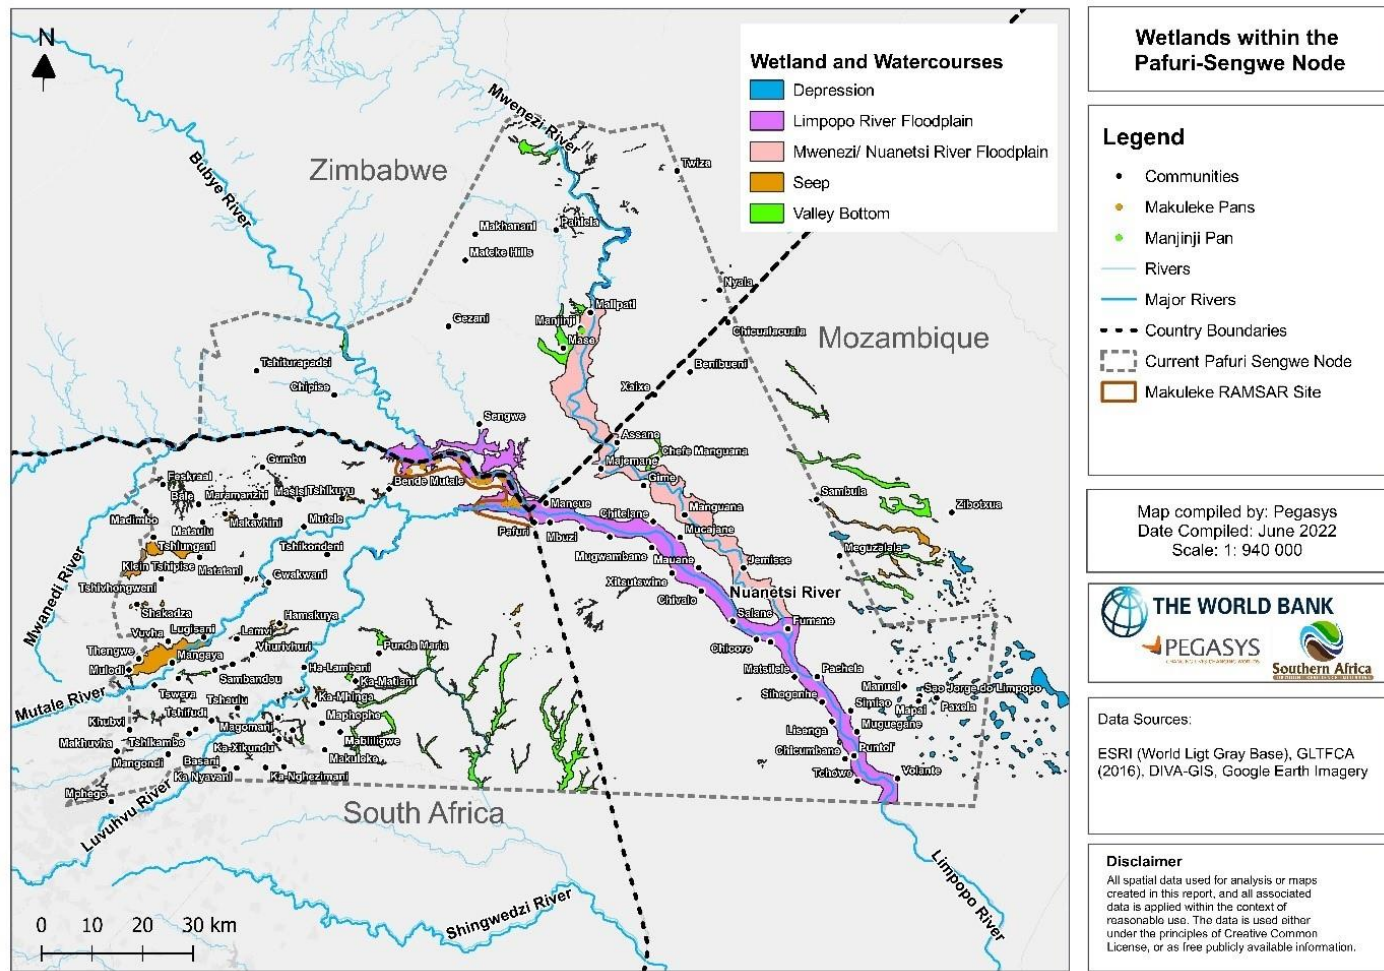 N
Zimbabwe
Mozambique
South Africa
Bubye River
Mwenezi River
Mwanedi River
Mutale River
Luvuhvu River
Shingwedzi River
Limpopo River
Nuanetsi River
Wetland and Watercourses
Depression
Limpopo River Floodplain
Mwenezi/ Nuanetsi River Floodplain
Seep
Valley Bottom
Twiza
Makhanani
Pahlela
Mateke Hills
Nyala
Malipati
Manjinji
Mase
Gezani
Chicualacuala
Benibueni
Tshiturapadsi
Chipise
Xaixe
Sengwe
Assane
Chefe Manguana
Majemane
Gime
Gumbu
Feskraal
Bale
Maramanzhi
Masisi
Tshikuyu
Bende Mutale
Madimbo
Mataulu
Makavhini
Mutele
Tshiungani
Klein Tshipise
Matatani
Tshikondeni
Tshivhongweni
Gwakwani
Pafuri
Mancue
Mbuzi
Chitelane
Manguana
Mucajane
Mugwambane
Mauane
Jemisse
Xitsutswine
Chivalo
Salane
Fumane
Chicoro
Sambula
Zibotxua
Meguzalala
Shakadza
Vuvha
Lugisani
Hamakuya
Lamvi
Thengwe
Muledi
Mangaya
Vhurivhuri
Sambandou
Ha-Lambani
Punda Maria
Ka-Matiani
Tswera
Tshaulu
Ka-Mhinga
Tshifudi
Khubvi
Magomani
Maphophe
Mabiligwe
Makhuvha
Tshikambe
Ka-Xikundu
Makuleke
Mangondi
Basani
Ka Nyavani
Ka-Nghezimani
Mphego
Matsilele
Pachela
Sihogonhe
Manuel
Sao Jorge do Limpopo
Simiao
Mapai
Paxela
Lisenga
Muguegane
Chicumbane
Puntof
Tchowe
Volante
0 10 20 30 km
Wetlands within the
Pafuri-Sengwe Node
Legend
Communities
Makuleke Pans
Manjinji Pan
Rivers
Major Rivers
Country Boundaries
Current Pafuri Sengwe Node
Makuleke RAMSAR Site
Map compiled by: Pegasys
Date Compiled: June 2022
Scale: 1: 940 000
THE WORLD BANK
PEGASYS
Southern Africa
Data Sources:
ESRI (World Ligt Gray Base), GLTFCA
(2016), DIVA-GIS, Google Earth Imagery
Disclaimer
All spatial data used for analysis or maps
created in this report, and all associated
data is applied within the context of
reasonable use. The data is used either
under the principles of Creative Common
License, or as free publicly available information.